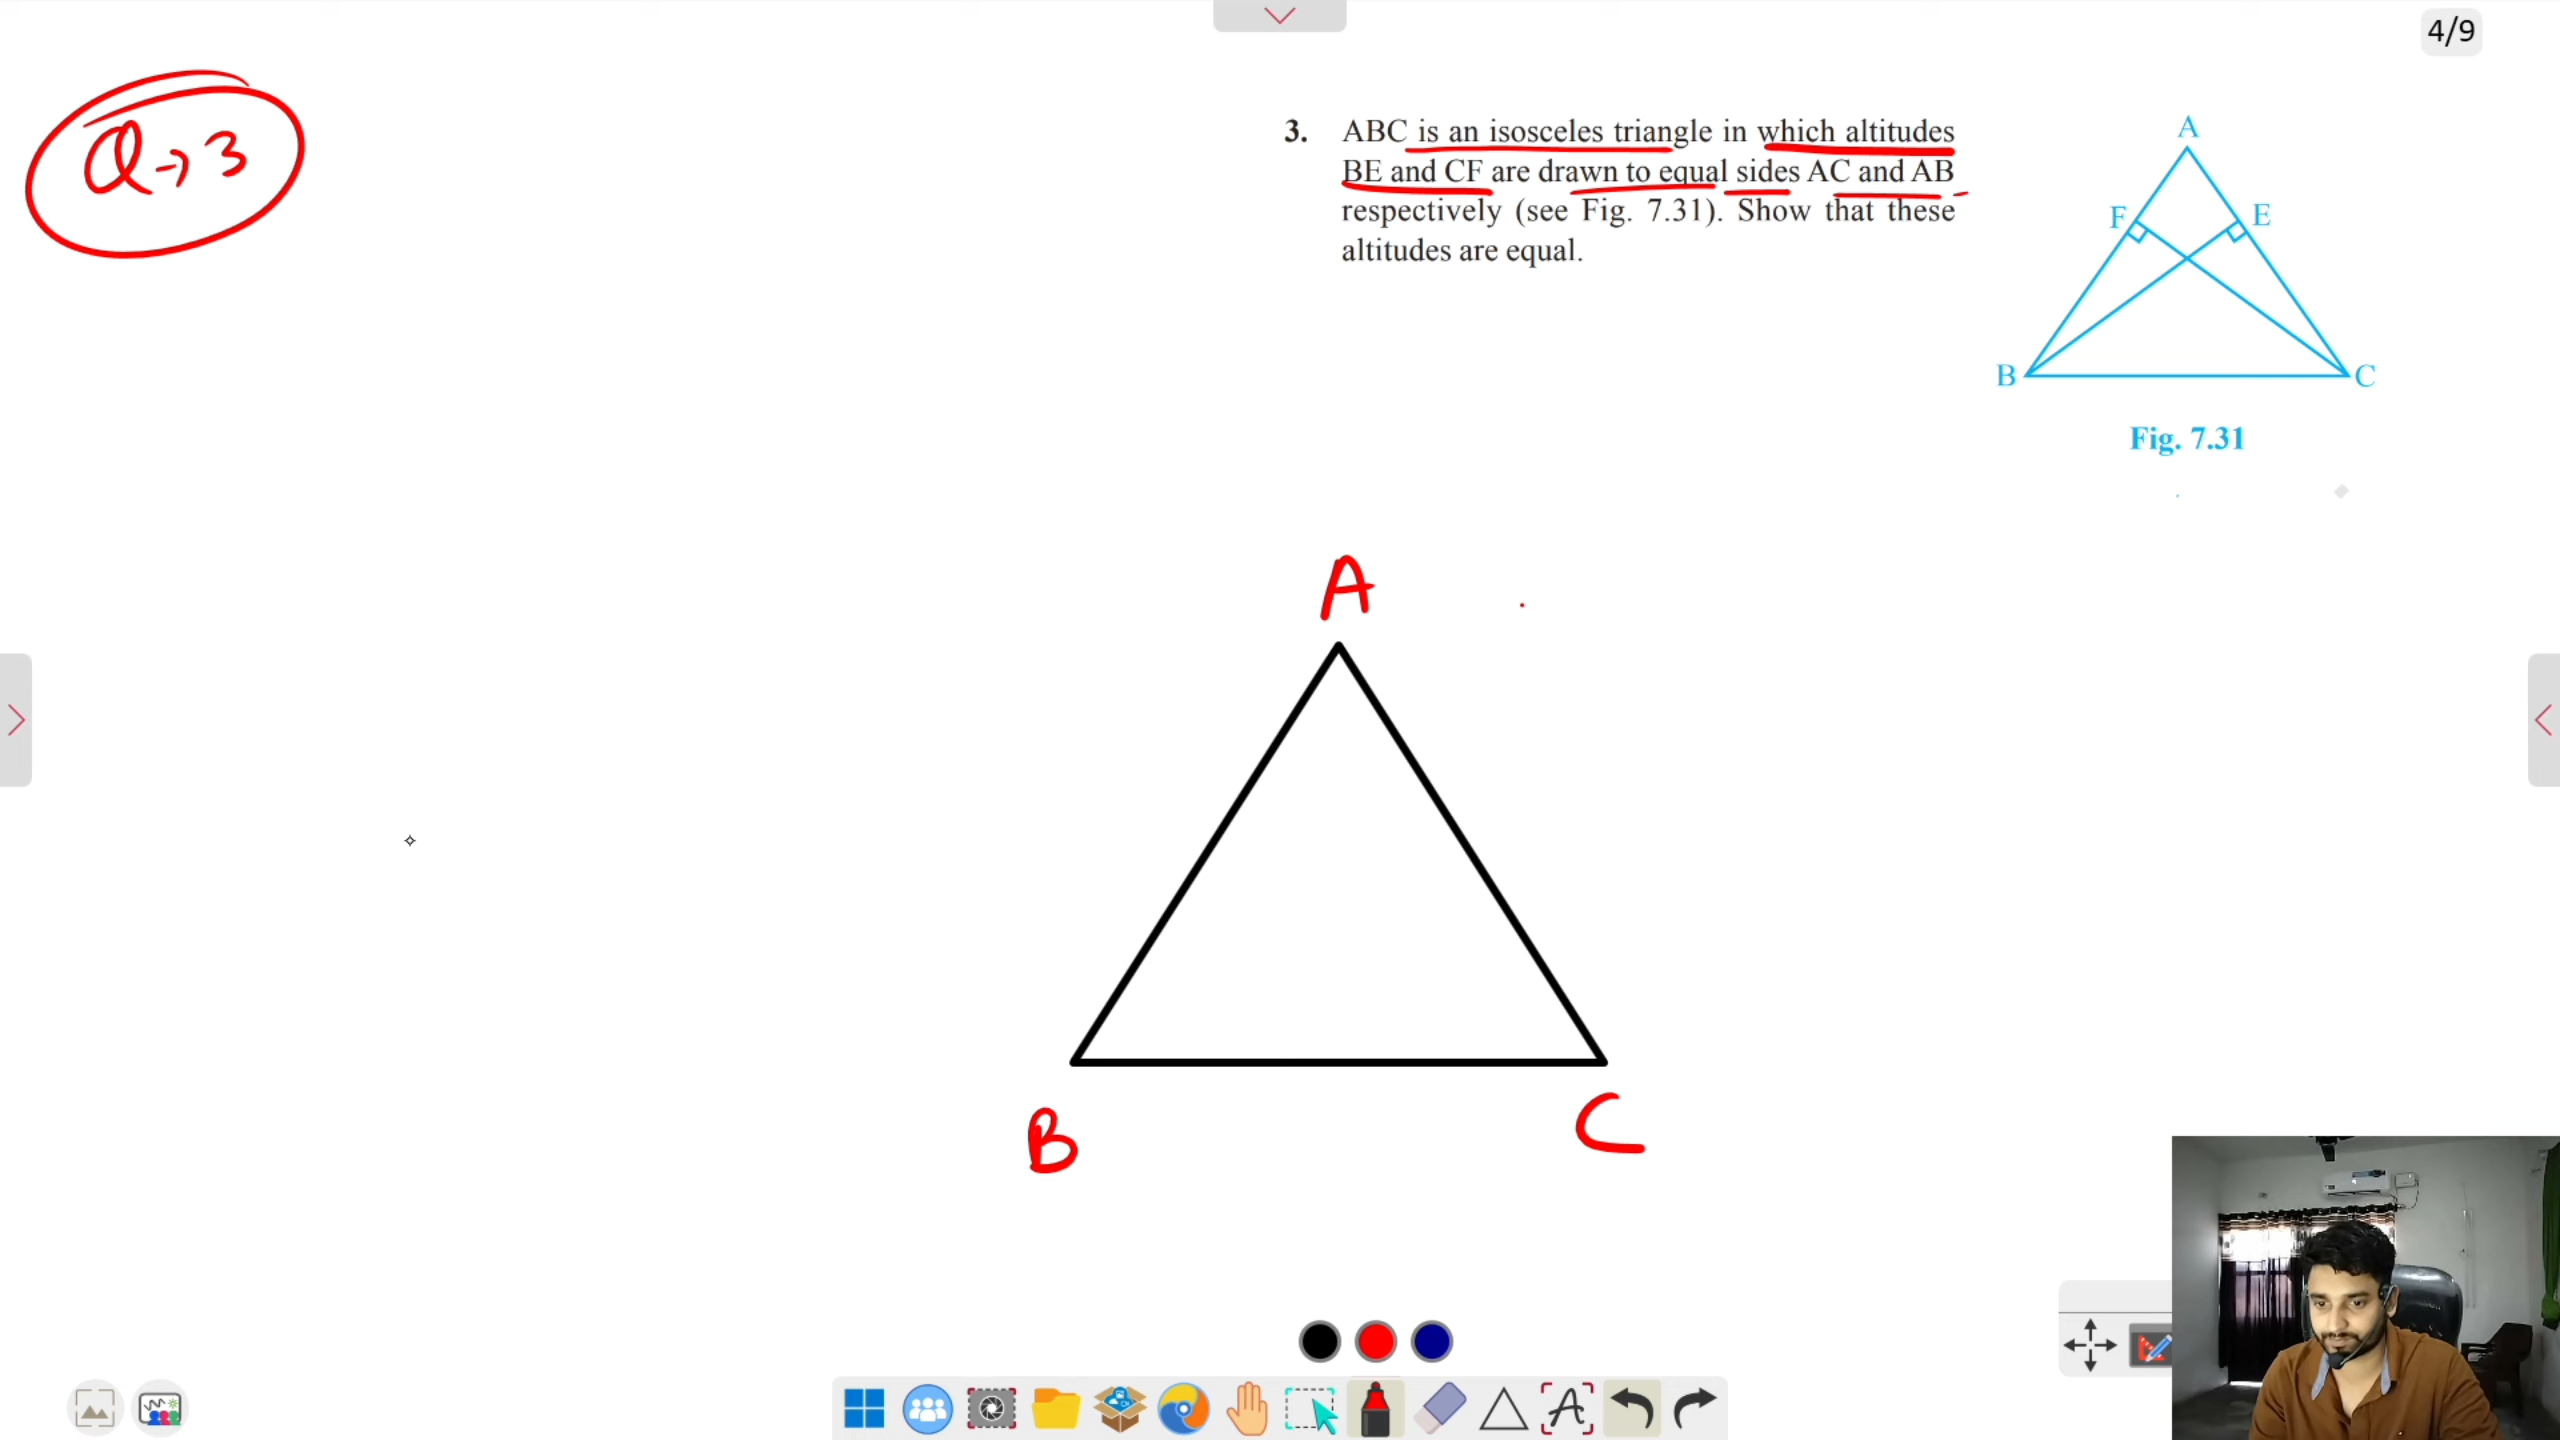 4/9
Q→3
3. ABC is an isosceles triangle in which altitudes
BE and CF are drawn to equal sides AC and AB
respectively (see Fig. 7.31). Show that these
altitudes are equal.
A
F
E
B
C
Fig. 7.31
A
B
C